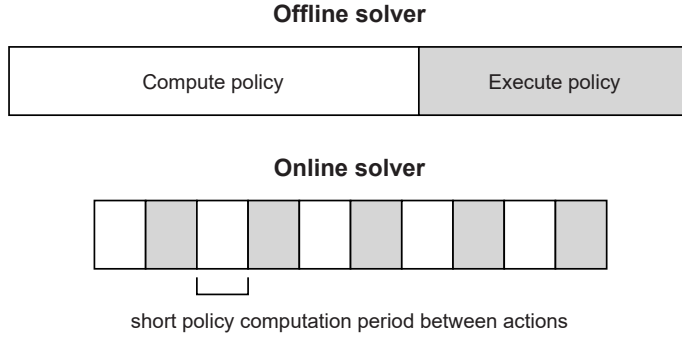 Offline solver
Compute policy Execute policy
Online solver
short policy computation period between actions